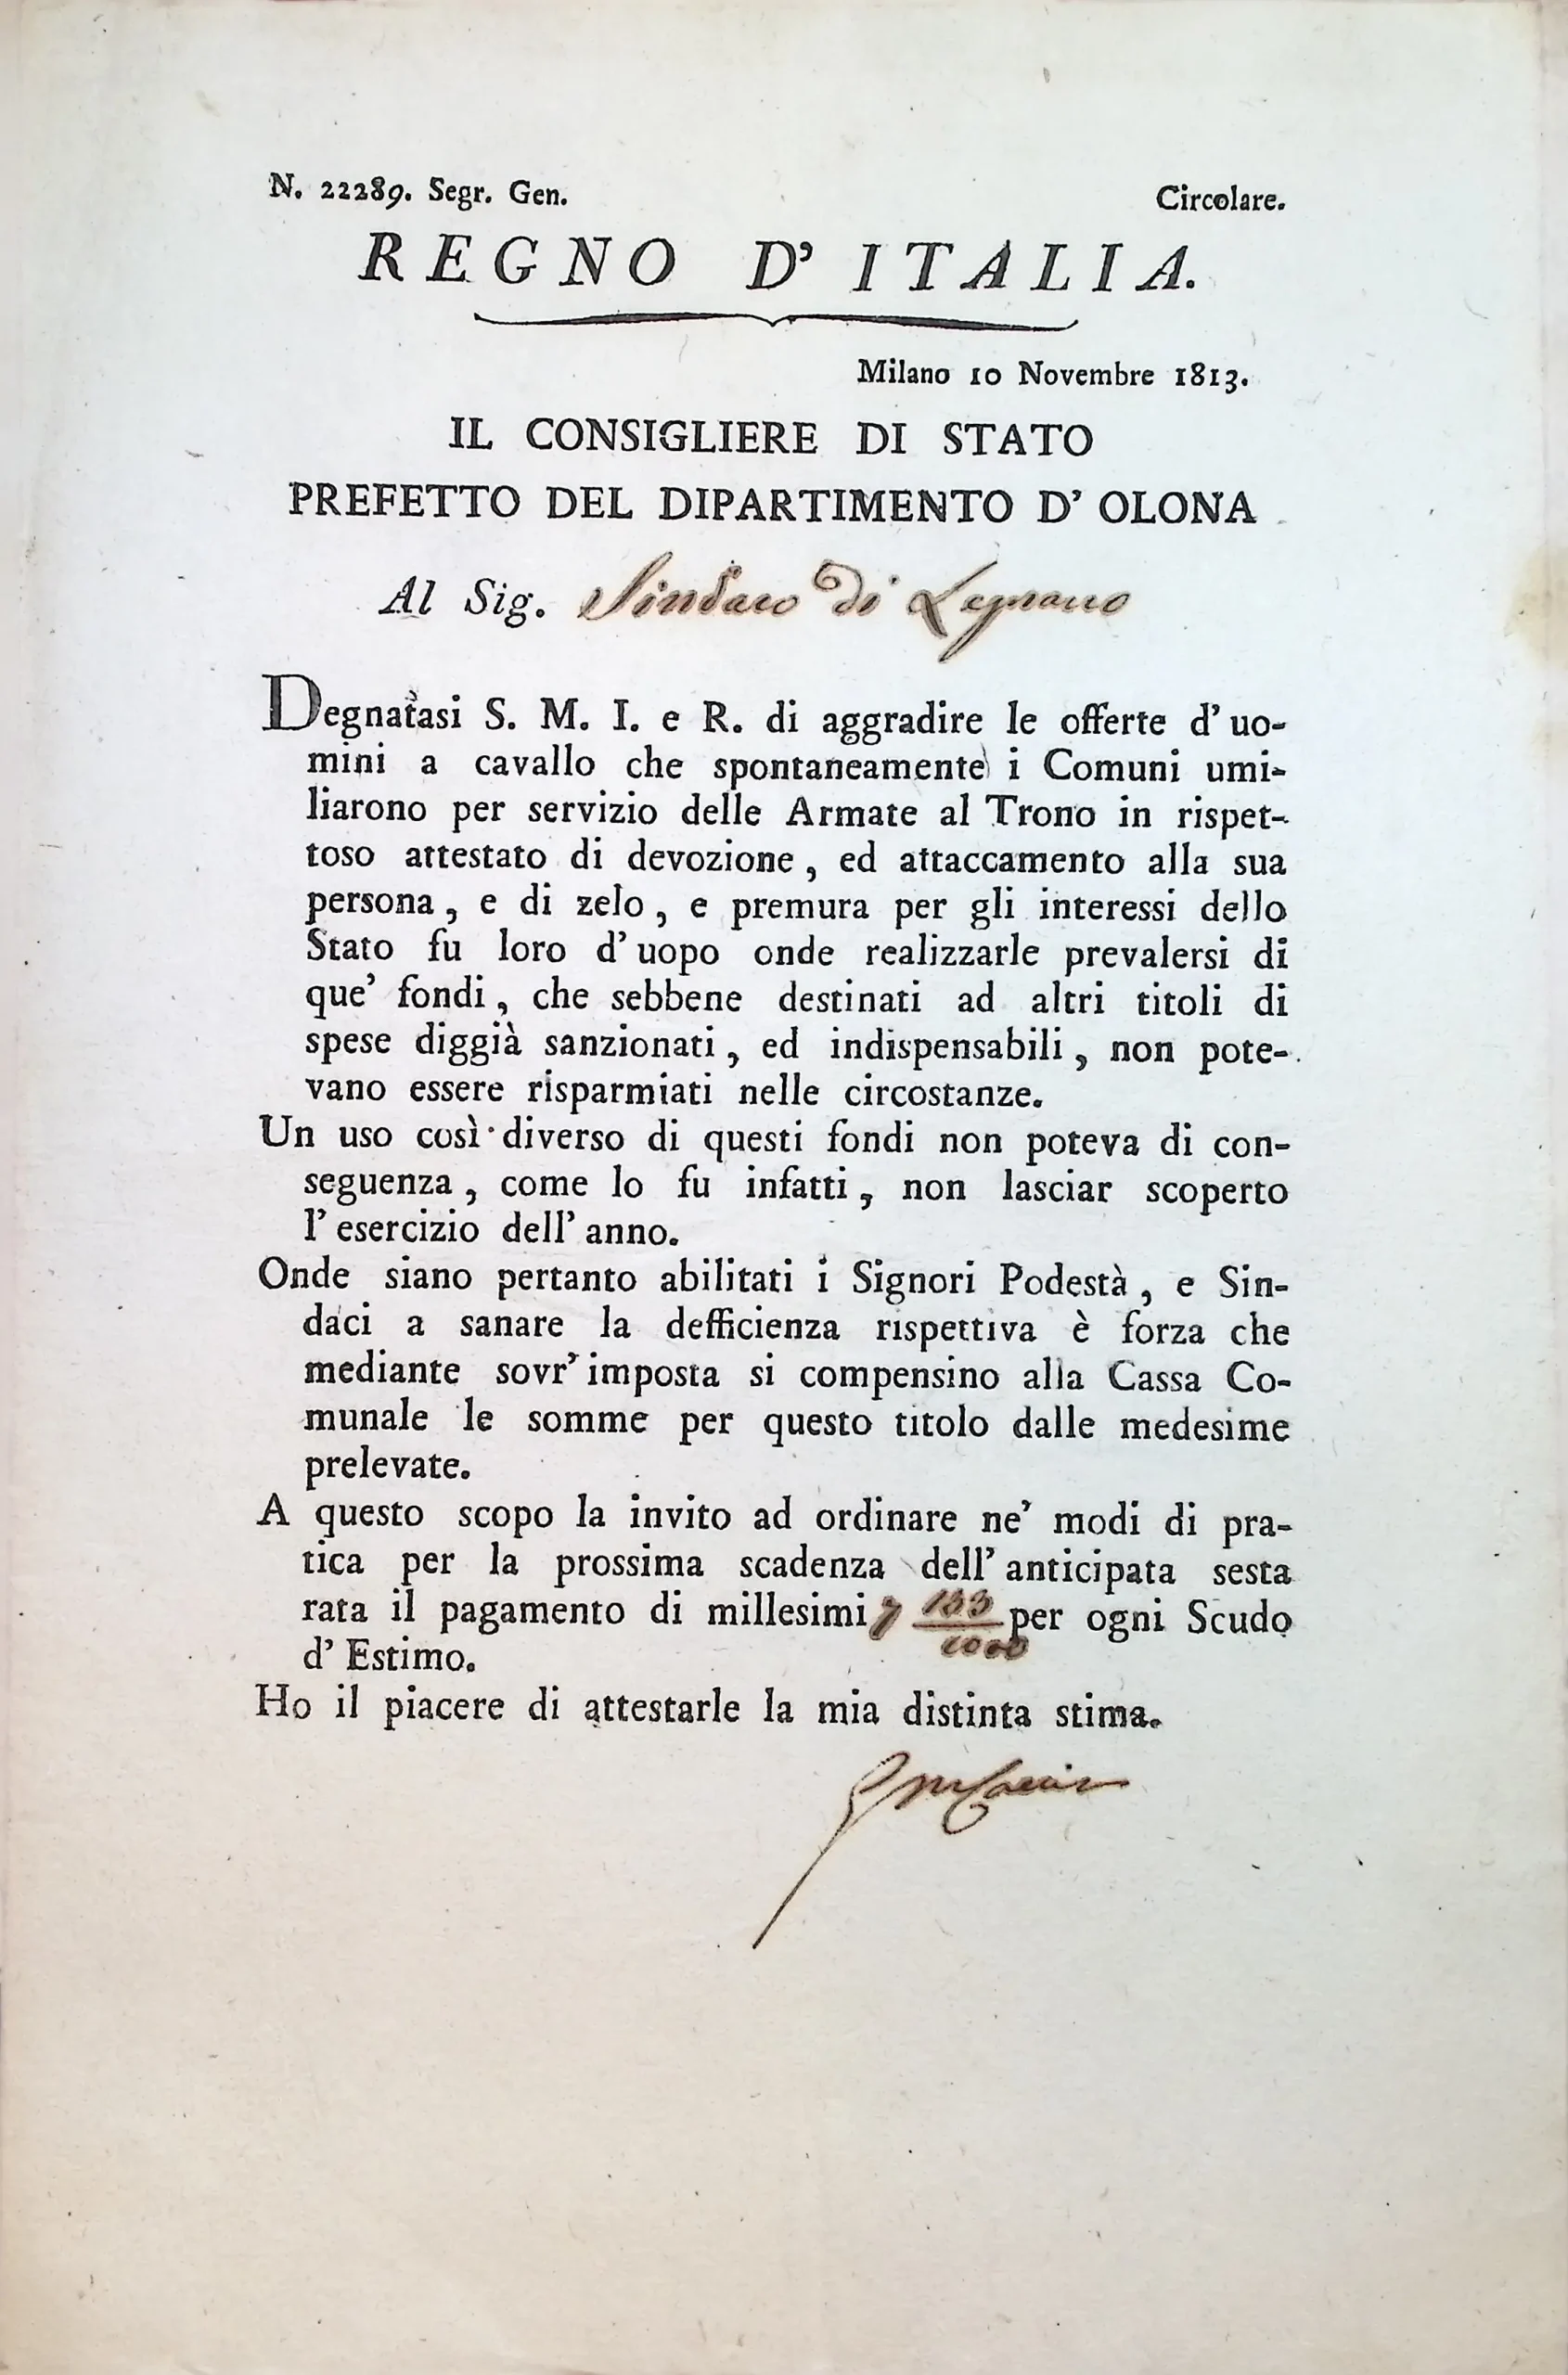 N. 22289. Segr. Gen. Circolare.
REGNO D' ITALIA.
Milano 10 Novembre 1813.
IL CONSIGLIERE DI STATO
PREFETTO DEL DIPARTIMENTO D' OLONA
Al Sig. Sindaco di Legnano
Degnatasi S. M. I. e R. di aggradire le offerte d' uo-
mini a cavallo che spontaneamente i Comuni umi-
liarono per servizio delle Armate al Trono in rispet-
toso attestato di devozione, ed attaccamento alla sua
persona, e di zelo, e premura per gli interessi dello
Stato fu loro d' uopo onde realizzarle prevalersi di
que' fondi, che sebbene destinati ad altri titoli di
spese diggià sanzionati, ed indispensabili, non pote-
vano essere risparmiati nelle circostanze.
Un uso così diverso di questi fondi non poteva di con-
seguenza, come lo fu infatti, non lasciar scoperto
l' esercizio dell' anno.
Onde siano pertanto abilitati i Signori Podestà, e Sin-
daci a sanare la defficienza rispettiva è forza che
mediante sovr' imposta si compensino alla Cassa Co-
munale le somme per questo titolo dalle medesime
prelevate.
A questo scopo la invito ad ordinare ne' modi di pra-
tica per la prossima scadenza dell' anticipata sesta
rata il pagamento di millesimi 7 133/1000 per ogni Scudo
d' Estimo.
Ho il piacere di attestarle la mia distinta stima.